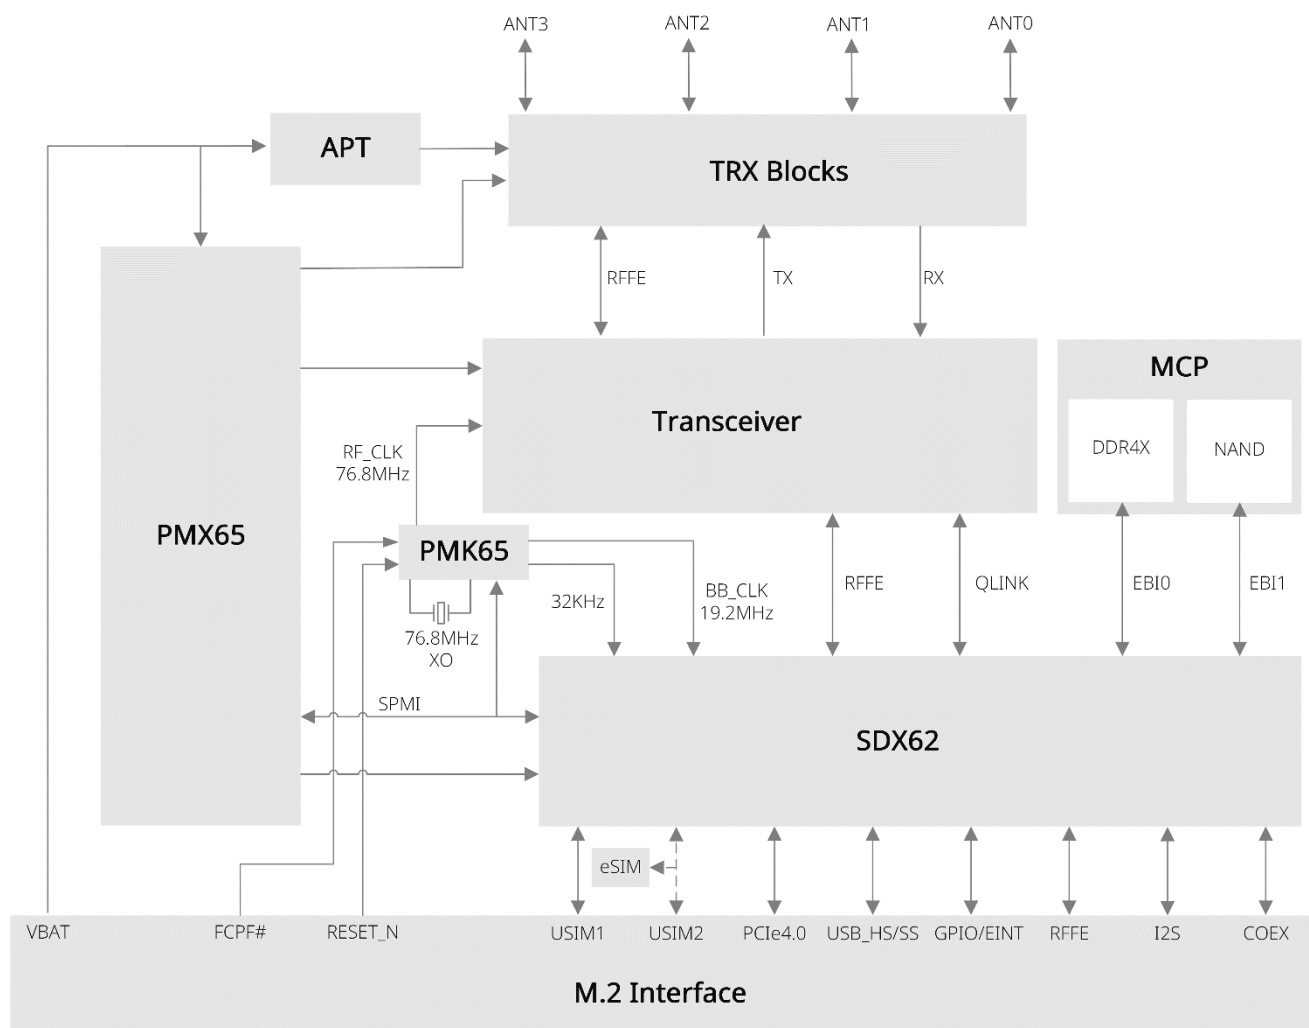 ANT3
ANT2
ANT1
ANT0
APT
TRX Blocks
RFFE
TX
RX
MCP
DDR4X
NAND
Transceiver
RF_CLK
76.8MHz
PMX65
PMK65
32KHz
BB_CLK
19.2MHz
RFFE
QLINK
EBI0
EBI1
76.8MHz
XO
SPMI
SDX62
eSIM
VBAT
FCPF#
RESET_N
USIM1
USIM2
PCIe4.0
USB_HS/SS
GPIO/EINT
RFFE
I2S
COEX
M.2 Interface